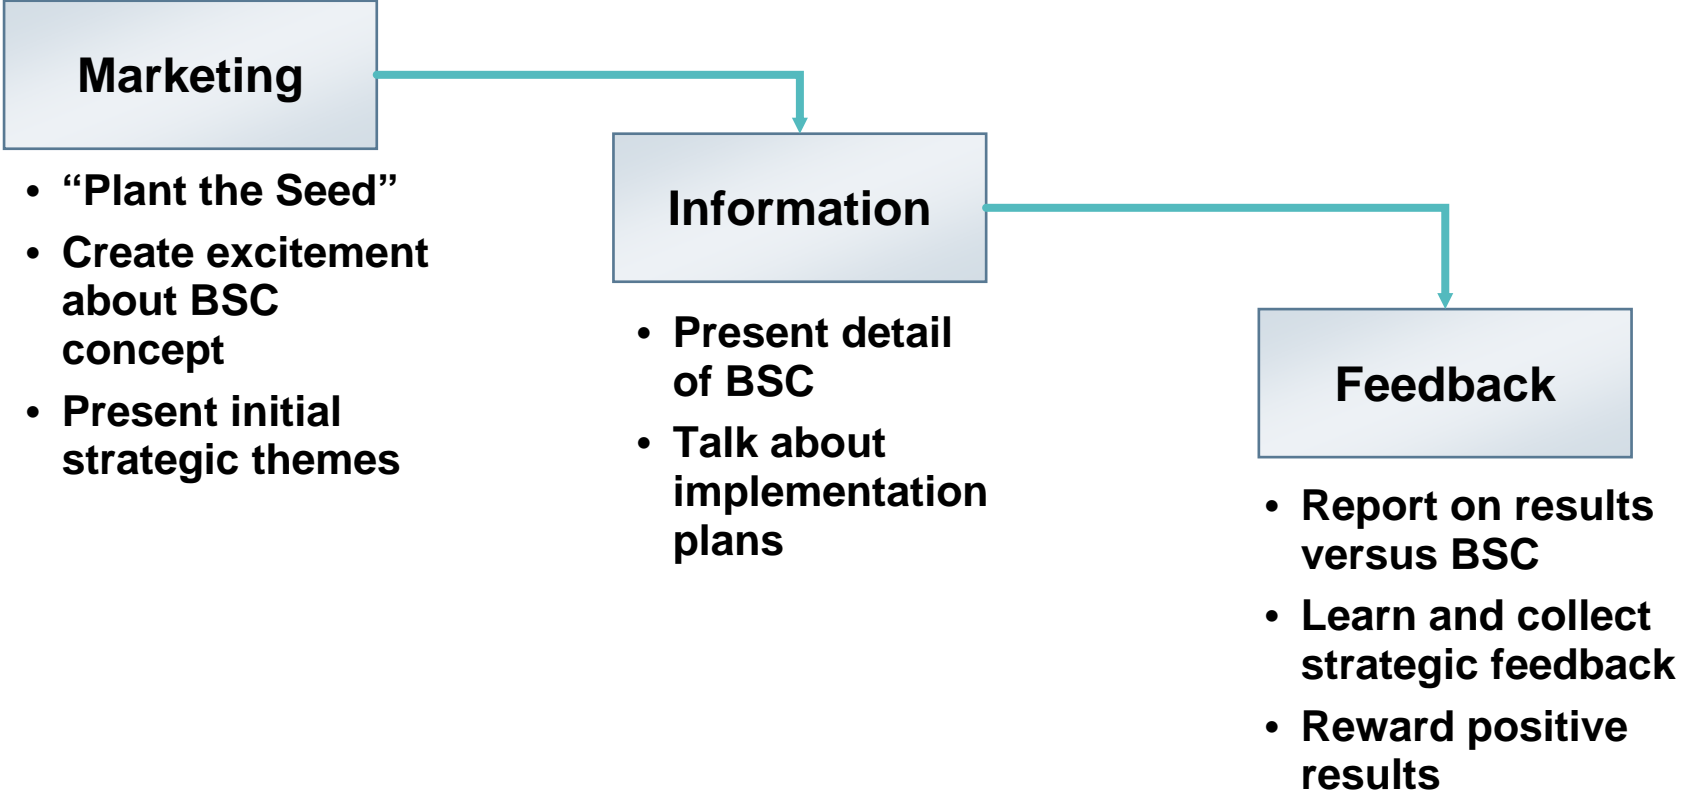 Marketing
• “Plant the Seed”
• Create excitement
about BSC
concept
• Present initial
strategic themes
Information
• Present detail
of BSC
• Talk about
implementation
plans
Feedback
• Report on results
versus BSC
• Learn and collect
strategic feedback
• Reward positive
results